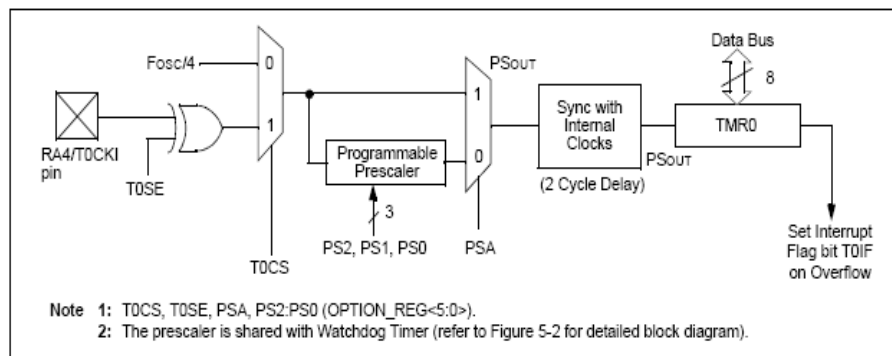 Data Bus
Fosc/4
0
PSOUT
8
1
Sync with
Internal
Clocks
TMR0
RA4/T0CKI
pin
1
Programmable
Prescaler
0
PSOUT
T0SE
(2 Cycle Delay)
3
PS2, PS1, PS0
PSA
T0CS
Set Interrupt
Flag bit T0IF
on Overflow
Note 1: T0CS, T0SE, PSA, PS2:PS0 (OPTION_REG<5:0>).
2: The prescaler is shared with Watchdog Timer (refer to Figure 5-2 for detailed block diagram).